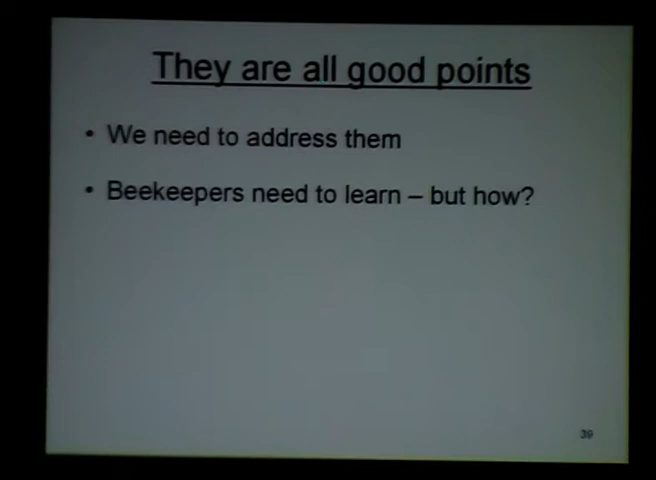 They are all good points
• We need to address them
• Beekeepers need to learn – but how?
39